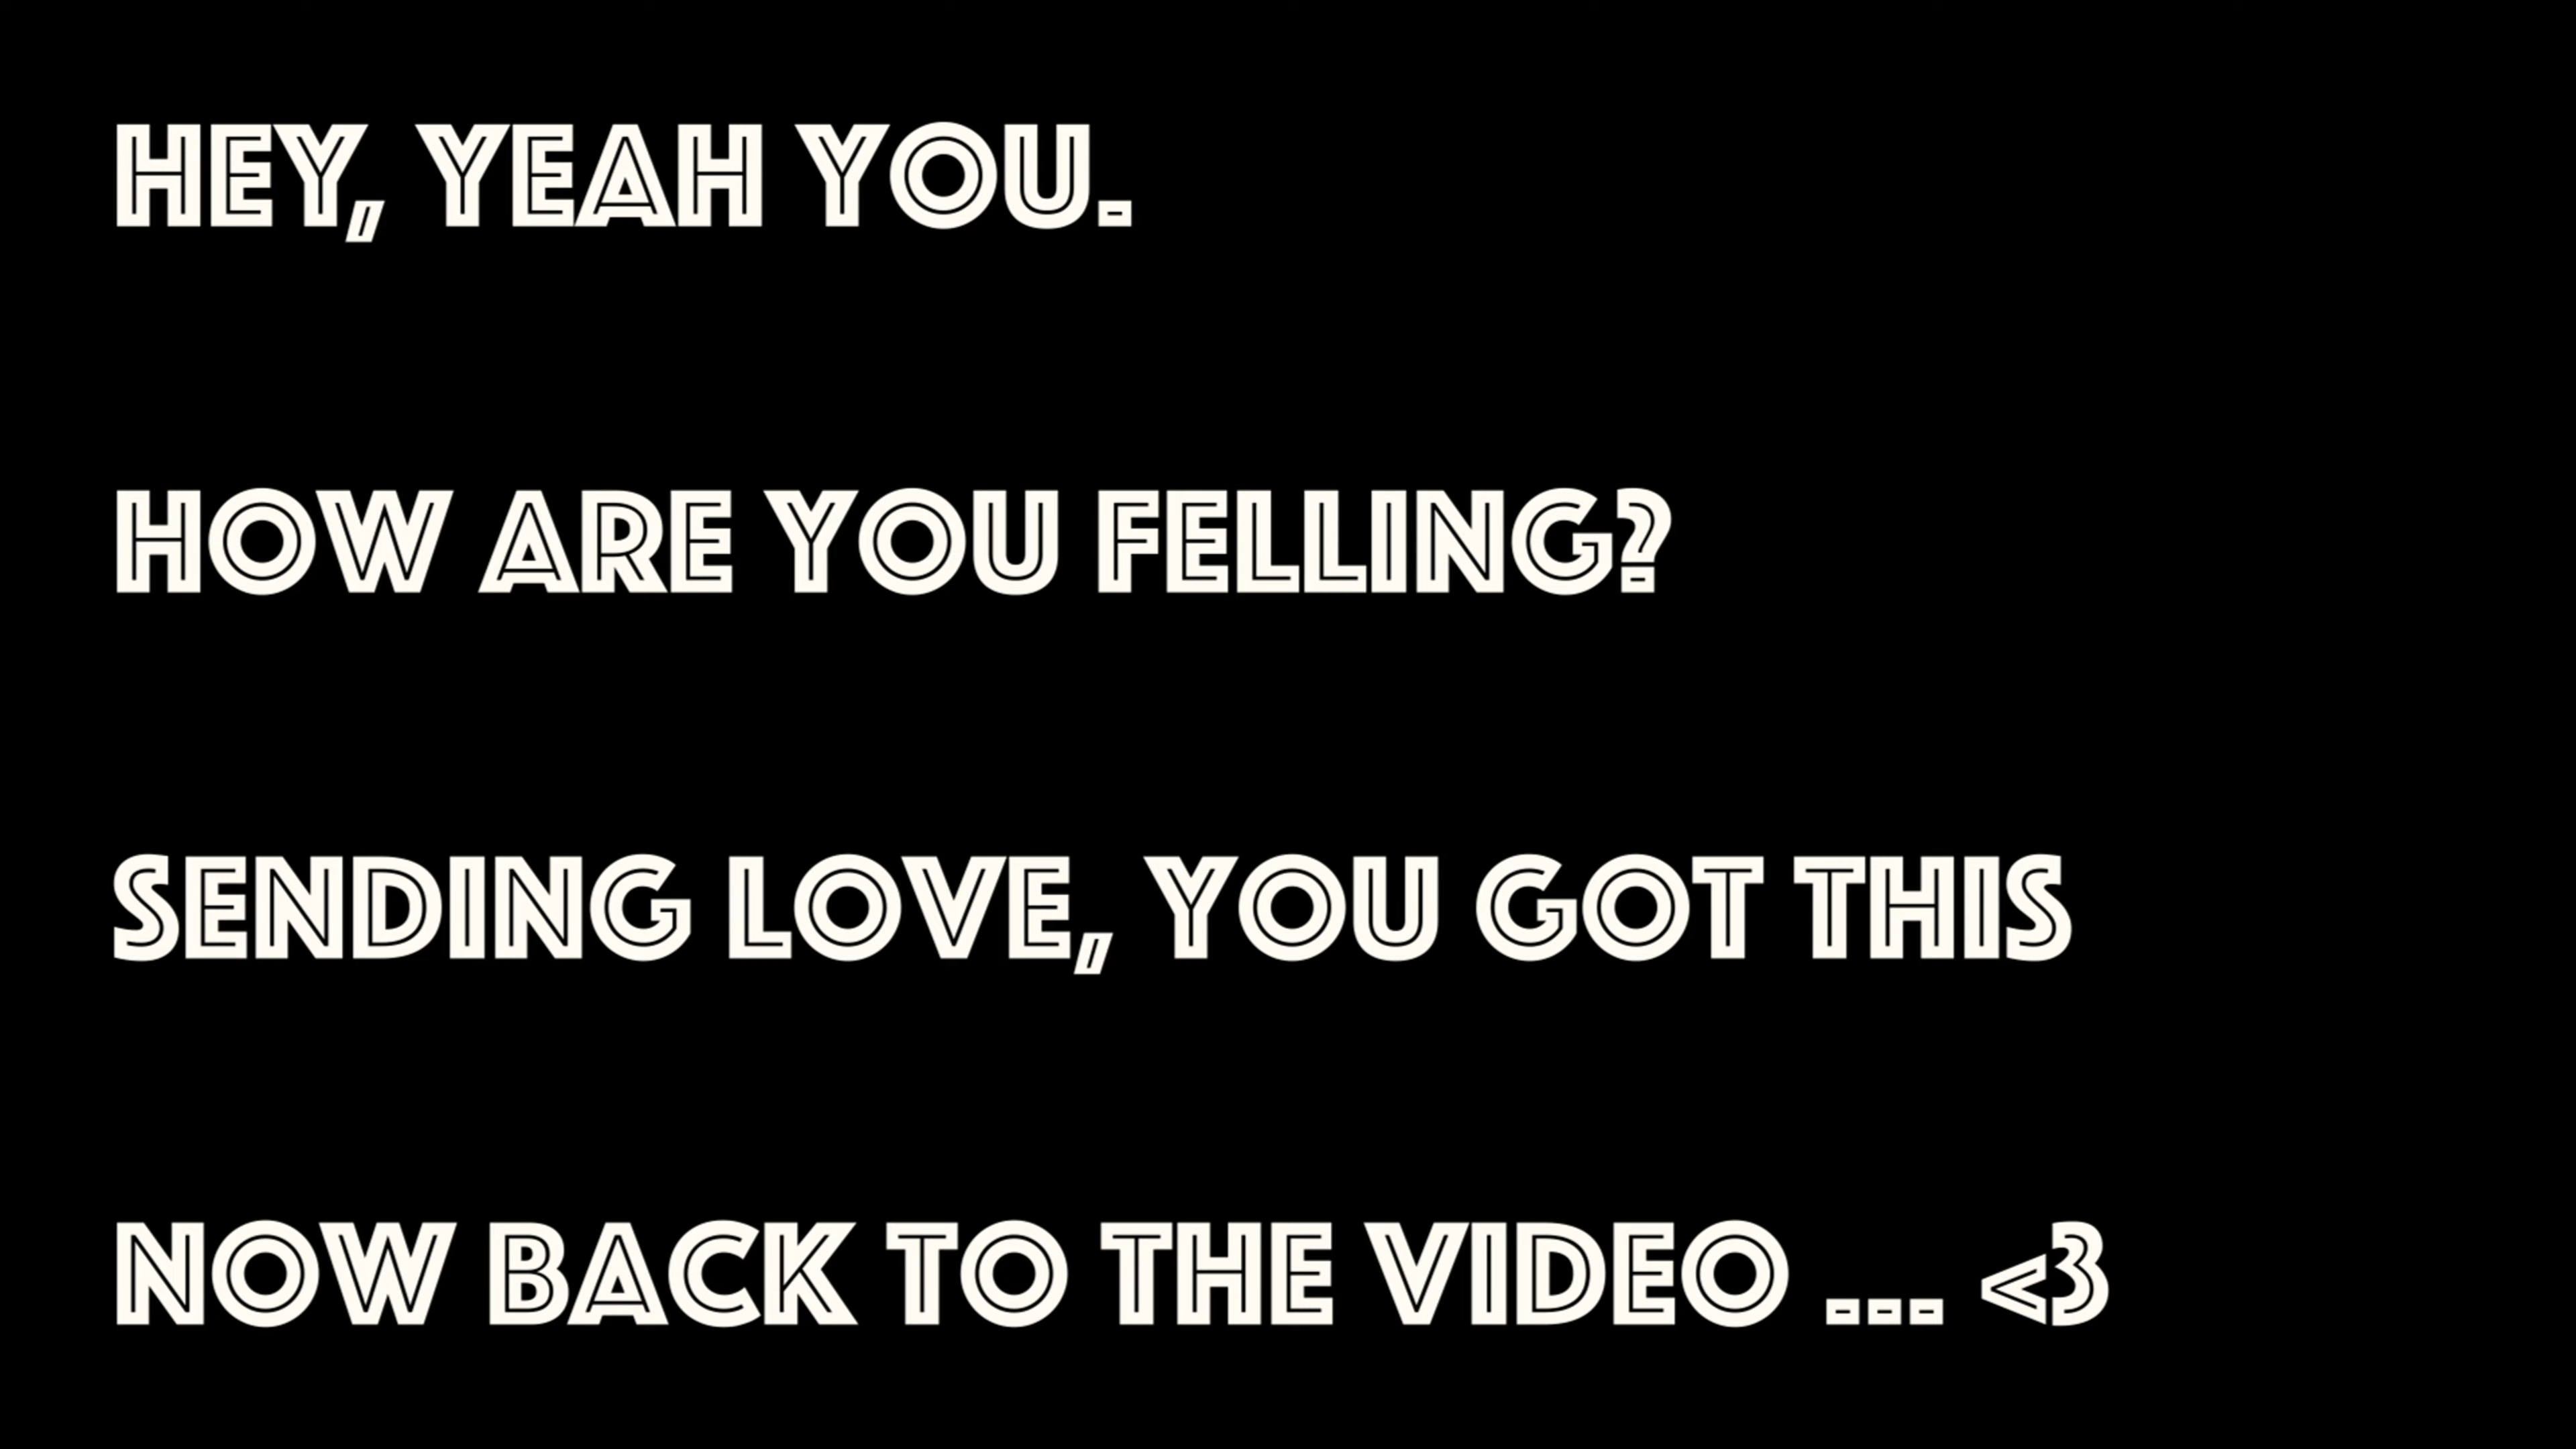 HEY, YEAH YOU.
HOW ARE YOU FELLING?
SENDING LOVE, YOU GOT THIS
NOW BACK TO THE VIDEO ... <3